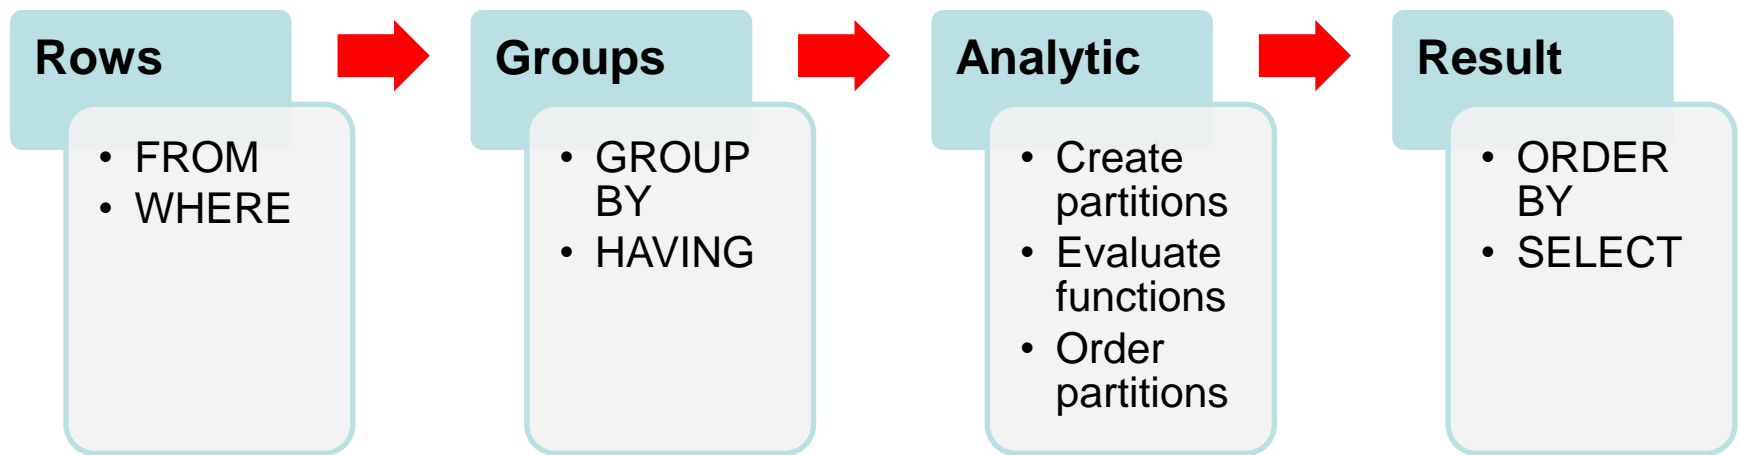 Rows
• FROM
• WHERE
Groups
• GROUP
BY
• HAVING
Analytic
• Create
partitions
• Evaluate
functions
• Order
partitions
Result
• ORDER
BY
• SELECT